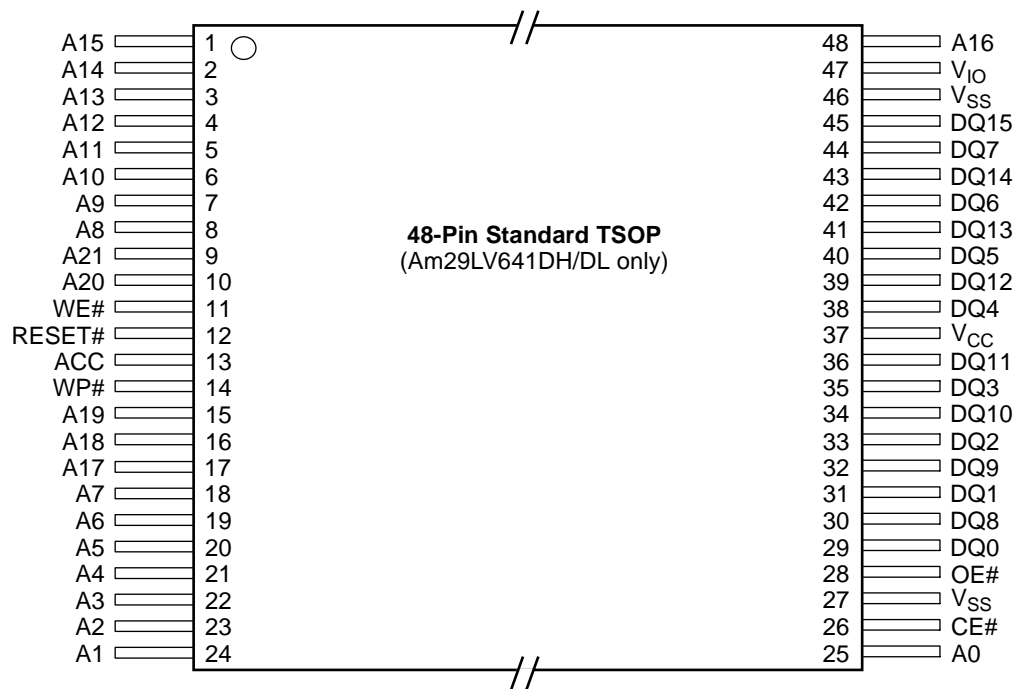 A15 1 48 A16
A14 2 47 VIO
A13 3 46 VSS
A12 4 45 DQ15
A11 5 44 DQ7
A10 6 43 DQ14
A9 7 42 DQ6
A8 8 41 DQ13
A21 9 40 DQ5
A20 10 39 DQ12
WE# 11 38 DQ4
RESET# 12 37 VCC
ACC 13 36 DQ11
WP# 14 35 DQ3
A19 15 34 DQ10
A18 16 33 DQ2
A17 17 32 DQ9
A7 18 31 DQ1
A6 19 30 DQ8
A5 20 29 DQ0
A4 21 28 OE#
A3 22 27 VSS
A2 23 26 CE#
A1 24 25 A0
48-Pin Standard TSOP
(Am29LV641DH/DL only)